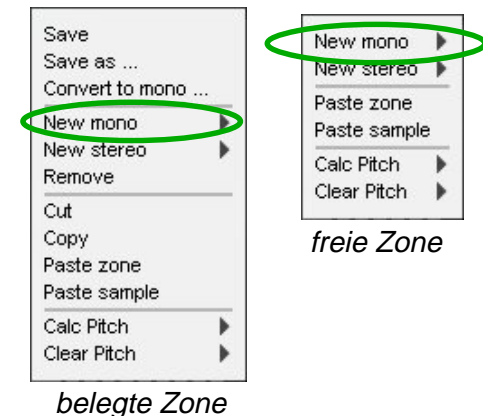 Save
Save as ...
Convert to mono ...
New mono
New stereo
Remove
Cut
Copy
Paste zone
Paste sample
Calc Pitch
Clear Pitch
belegte Zone
New mono
New stereo
Paste zone
Paste sample
Calc Pitch
Clear Pitch
freie Zone